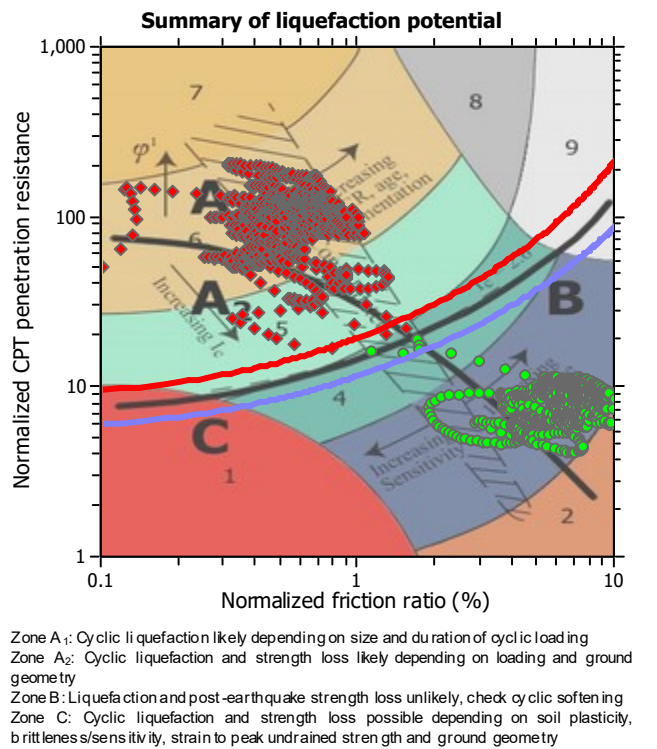 Summary of liquefaction potential
Normalized CPT penetration resistance
1,000
100
10
1
7
8
9
φ'
A
6
A2
5
Increasing Ic
B
4
C
Increasing
Sensitivity
1
2
0.1
1
10
Normalized friction ratio (%)
Zone A1: Cyclic liquefaction likely depending on size and duration of cyclic loading
Zone A2: Cyclic liquefaction and strength loss likely depending on loading and ground
geometry
Zone B: Liquefaction and post-earthquake strength loss unlikely, check cyclic softening
Zone C: Cyclic liquefaction and strength loss possible depending on soil plasticity,
brittleness/sensitivity, strain to peak undrained strength and ground geometry